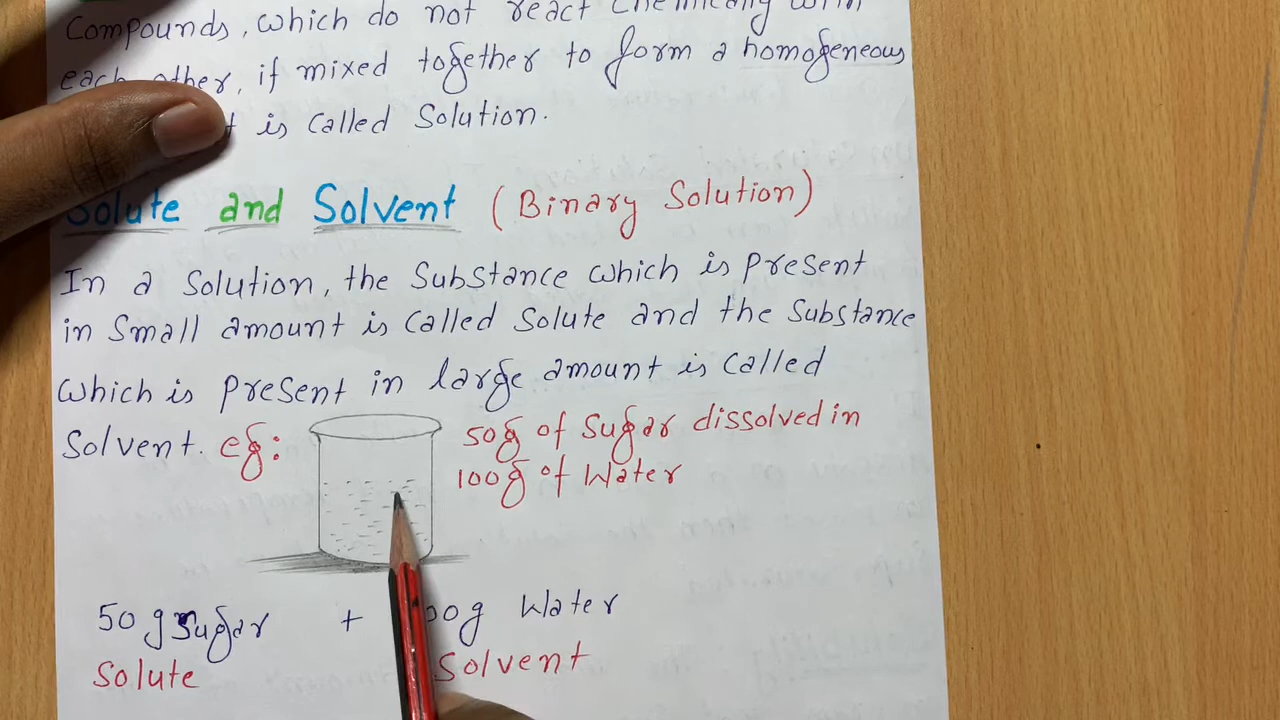 Compounds, which do not react Chemically with
each other, if mixed together to form a homogeneous
is Called Solution.
Solute and Solvent (Binary Solution)
In a Solution, the Substance which is present
in Small amount is Called Solute and the Substance
which is present in large amount is Called
Solvent. eg: 50g of Sugar dissolved in
100g of Water
50g Sugar + 00g Water
Solute Solvent